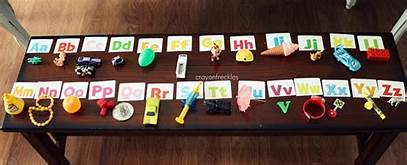 Aa Bb Cc Dd Ee Ff Gg Hh Ii Jj Kk Ll
crayonfreckles
Mm Nn Oo Pp Qq Rr Ss Tt Uu Vv Ww Xx Yy Zz